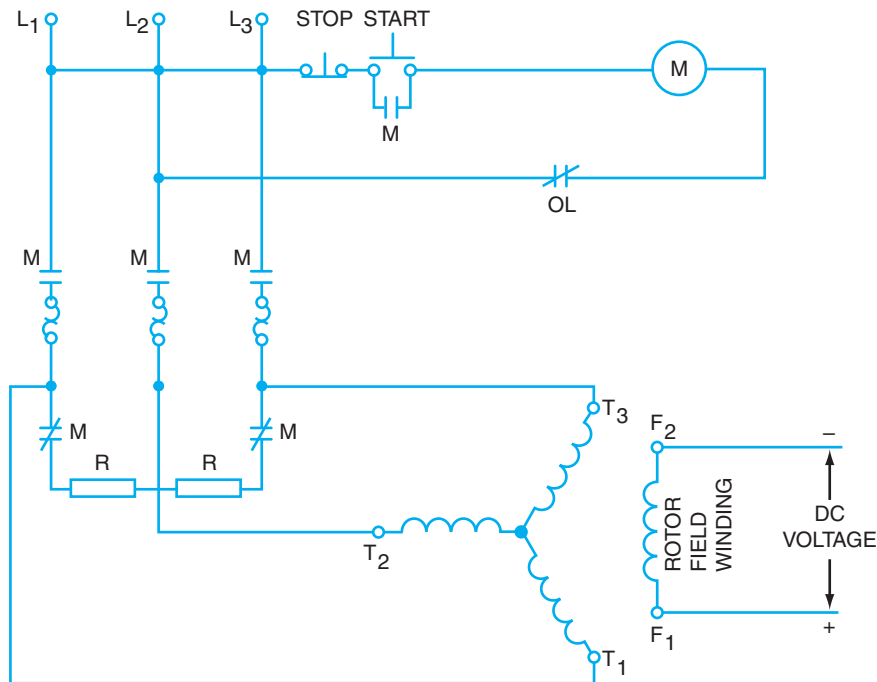 L1 L2 L3 STOP START
M
M
OL
M M M
M M
R R
T3
T2
T1
F2
F1
ROTOR
FIELD
WINDING
–
DC
VOLTAGE
+